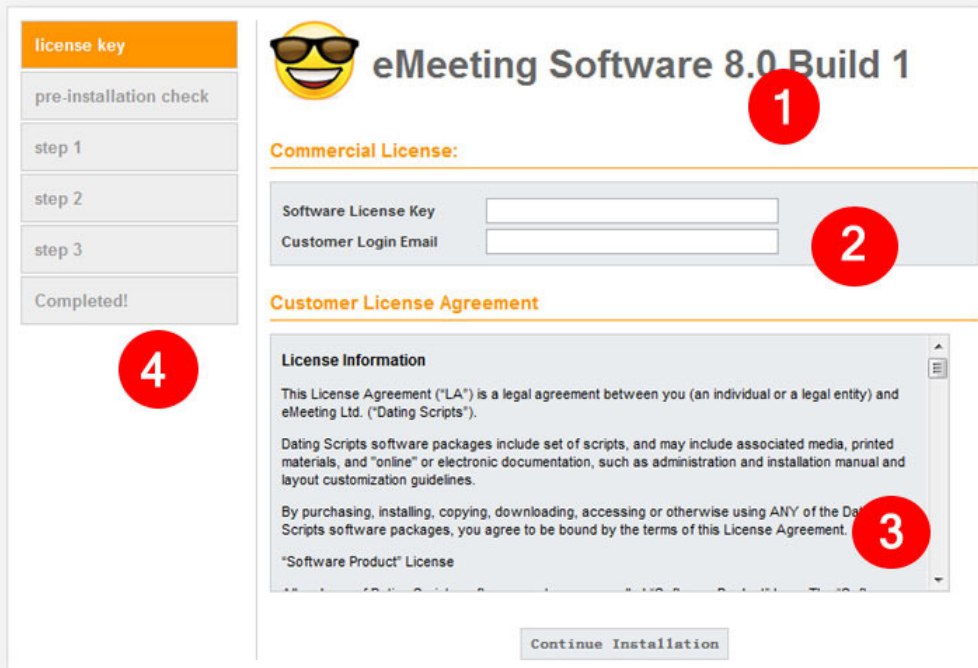 license key
pre-installation check
step 1
step 2
step 3
Completed!
4
eMeeting Software 8.0 Build 1
1
Commercial License:
Software License Key
Customer Login Email
2
Customer License Agreement
License Information
This License Agreement (“LA”) is a legal agreement between you (an individual or a legal entity) and
eMeeting Ltd. (“Dating Scripts”).
Dating Scripts software packages include set of scripts, and may include associated media, printed
materials, and "online" or electronic documentation, such as administration and installation manual and
layout customization guidelines.
By purchasing, installing, copying, downloading, accessing or otherwise using ANY of the
Scripts software packages, you agree to be bound by the terms of this License Agreement.
3
“Software Product” License
Continue Installation